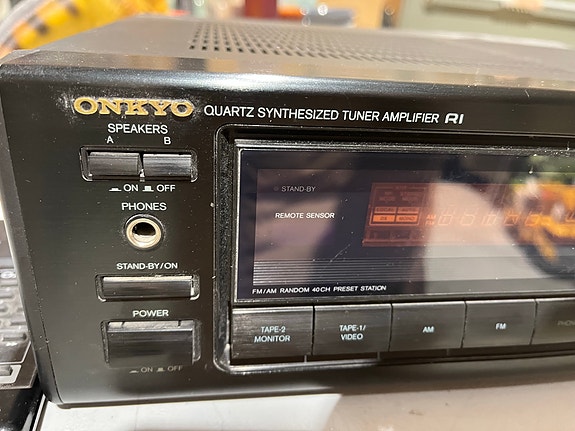 ONKYO QUARTZ SYNTHESIZED TUNER AMPLIFIER RI
SPEAKERS
A B
ON OFF
PHONES
STAND-BY/ON
POWER
ON OFF
STAND-BY
REMOTE SENSOR
FM/AM RANDOM 40CH PRESET STATION
TAPE-2
MONITOR
TAPE-1/
VIDEO
AM
FM